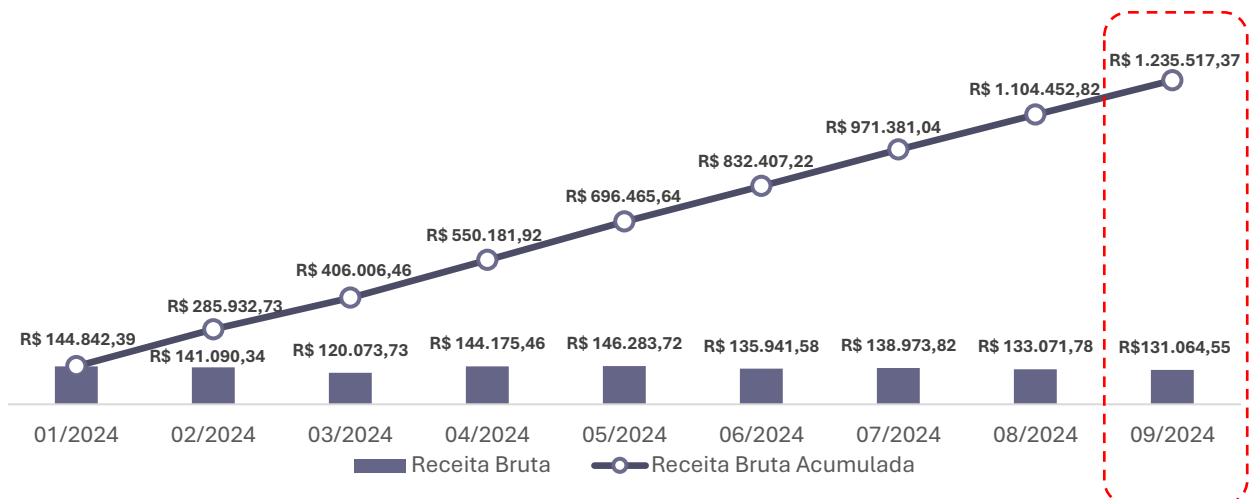 R$ 1.235.517,37
R$ 1.104.452,82
R$ 971.381,04
R$ 832.407,22
R$ 696.465,64
R$ 550.181,92
R$ 406.006,46
R$ 285.932,73
R$ 144.842,39
R$ 141.090,34
R$ 120.073,73
R$ 144.175,46
R$ 146.283,72
R$ 135.941,58
R$ 138.973,82
R$ 133.071,78
R$131.064,55
01/2024 02/2024 03/2024 04/2024 05/2024 06/2024 07/2024 08/2024 09/2024
Receita Bruta Receita Bruta Acumulada